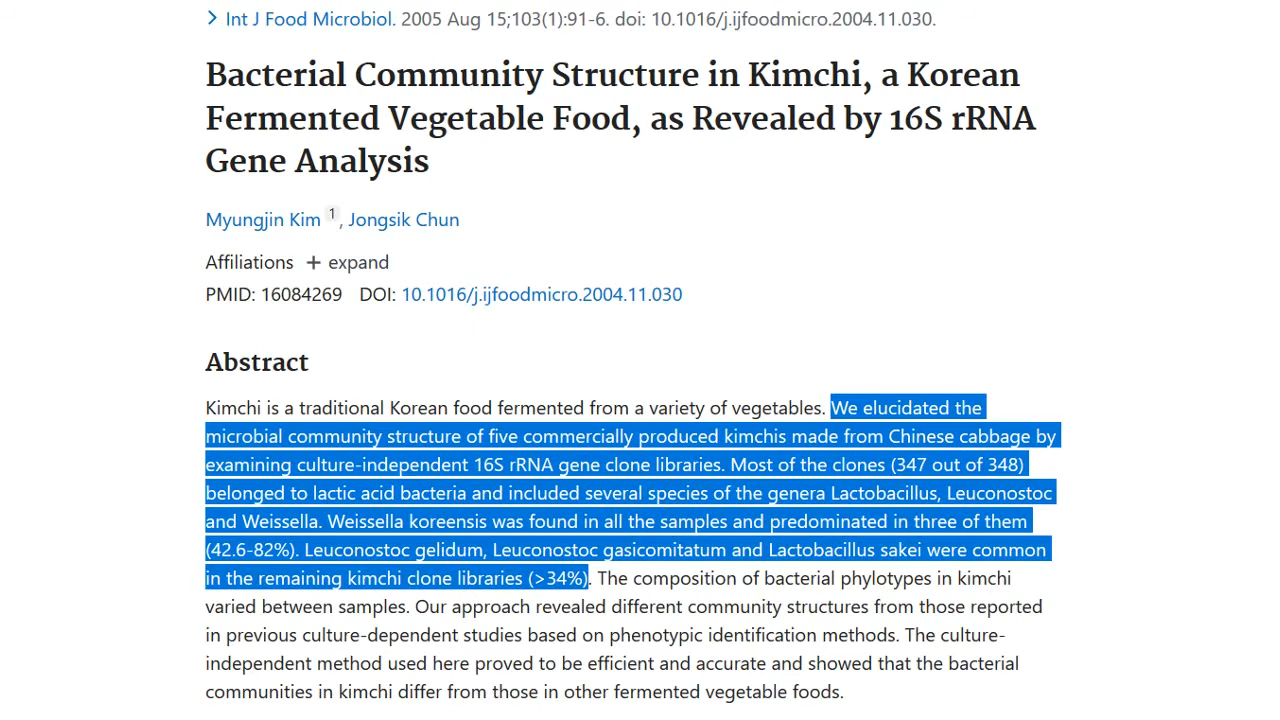 Int J Food Microbiol. 2005 Aug 15;103(1):91-6. doi: 10.1016/j.ijfoodmicro.2004.11.030.
Bacterial Community Structure in Kimchi, a Korean
Fermented Vegetable Food, as Revealed by 16S rRNA
Gene Analysis
Myungjin Kim 1, Jongsik Chun
Affiliations + expand
PMID: 16084269 DOI: 10.1016/j.ijfoodmicro.2004.11.030
Abstract
Kimchi is a traditional Korean food fermented from a variety of vegetables. We elucidated the
microbial community structure of five commercially produced kimchis made from Chinese cabbage by
examining culture-independent 16S rRNA gene clone libraries. Most of the clones (347 out of 348)
belonged to lactic acid bacteria and included several species of the genera Lactobacillus, Leuconostoc
and Weissella. Weissella koreensis was found in all the samples and predominated in three of them
(42.6-82%). Leuconostoc gelidum, Leuconostoc gasicomitatum and Lactobacillus sakei were common
in the remaining kimchi clone libraries (>34%). The composition of bacterial phylotypes in kimchi
varied between samples. Our approach revealed different community structures from those reported
in previous culture-dependent studies based on phenotypic identification methods. The culture-
independent method used here proved to be efficient and accurate and showed that the bacterial
communities in kimchi differ from those in other fermented vegetable foods.